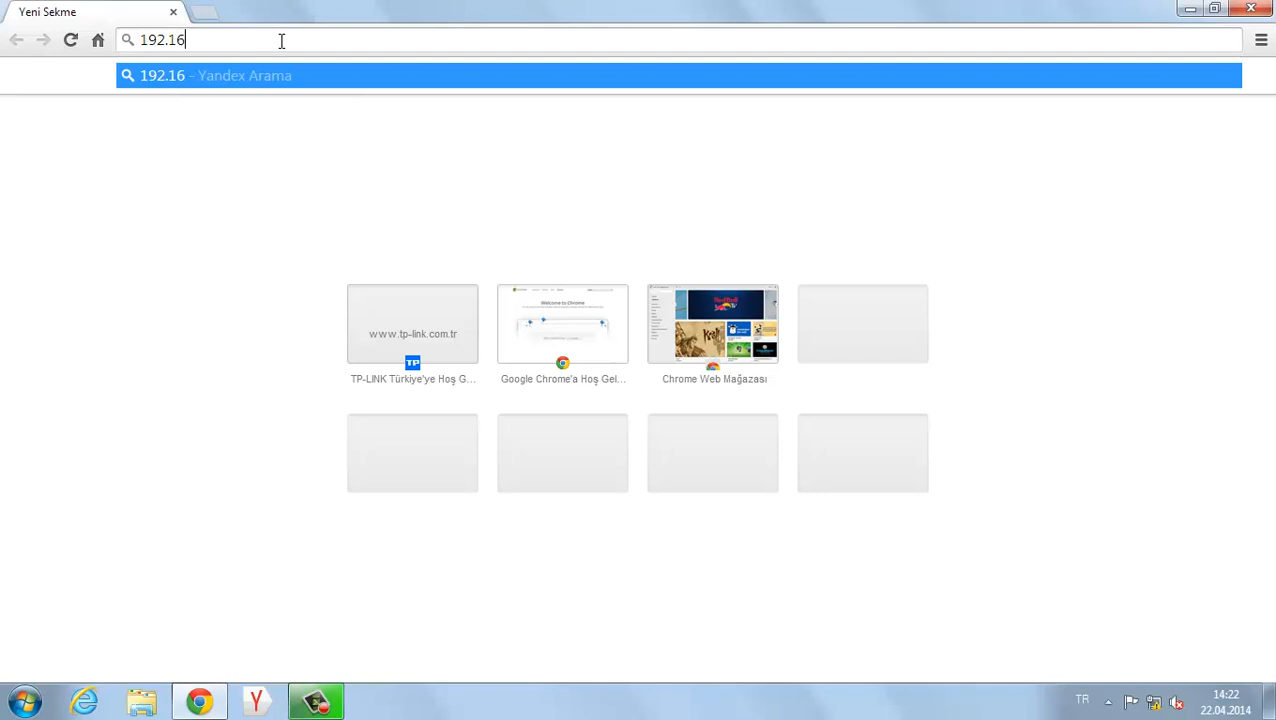 Yeni Sekme
192.16
192.16 - Yandex Arama
www.tp-link.com.tr
Welcome to Chrome
TP
TP-LINK Türkiye'ye Hoş G...
Google Chrome'a Hoş Gel...
Chrome Web Mağazası
TR
14:22
22.04.2014